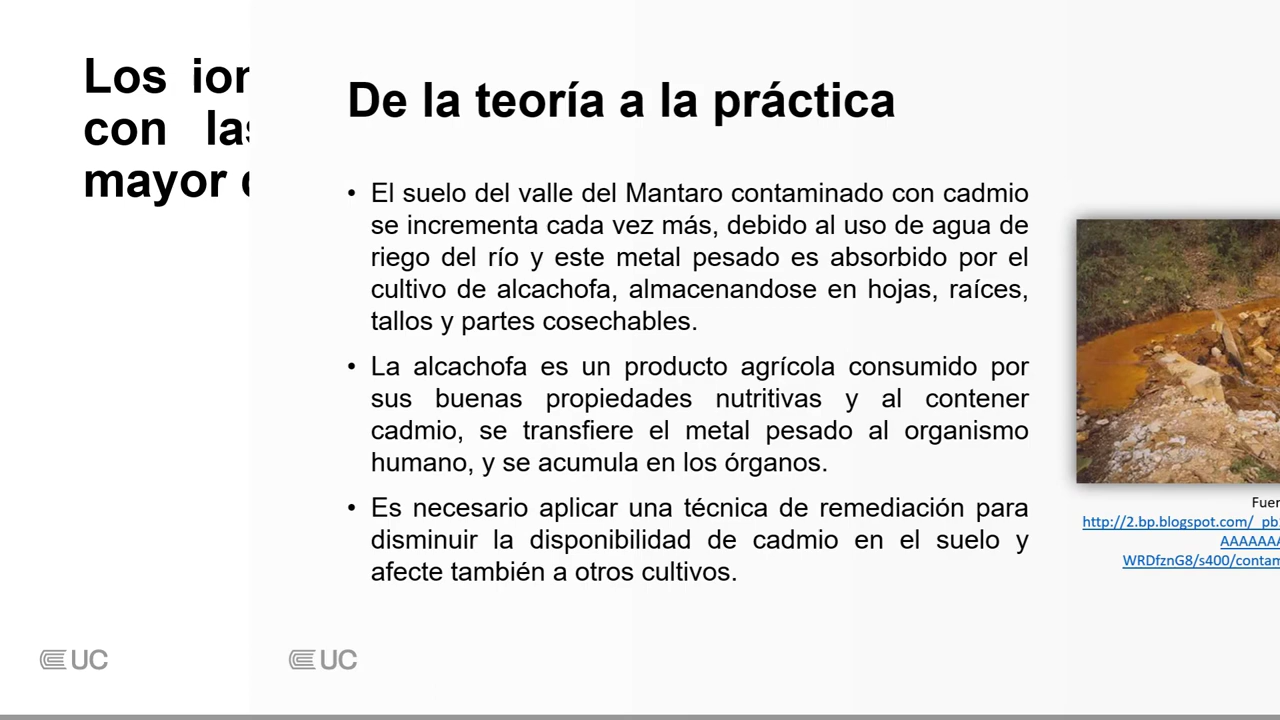 Los
con
mayor
De la teoría a la práctica
• El suelo del valle del Mantaro contaminado con cadmio
se incrementa cada vez más, debido al uso de agua de
riego del río y este metal pesado es absorbido por el
cultivo de alcachofa, almacenandose en hojas, raíces,
tallos y partes cosechables.
• La alcachofa es un producto agrícola consumido por
sus buenas propiedades nutritivas y al contener
cadmio, se transfiere el metal pesado al organismo
humano, y se acumula en los órganos.
• Es necesario aplicar una técnica de remediación para
disminuir la disponibilidad de cadmio en el suelo y
afecte también a otros cultivos.
http://2.bp.blogspot.com/_pb
AAAAAAA
WRDfznG8/s400/contam
UC
UC